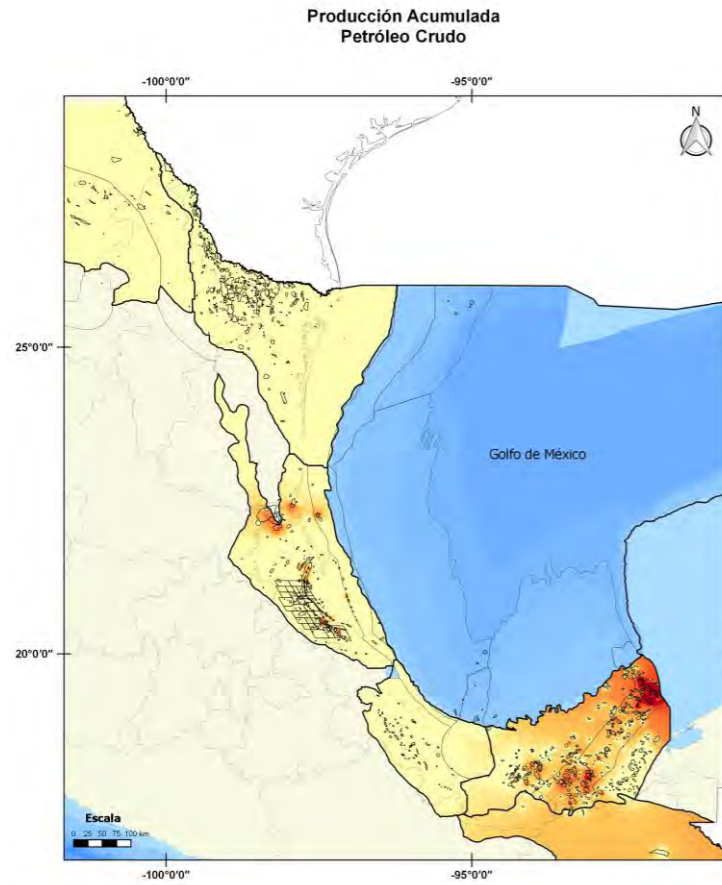 Producción Acumulada
Petróleo Crudo
-100°0'0"
-95°0'0"
N
25°0'0"
Golfo de México
20°0'0"
Escala
0 25 50 75 100 km
-100°0'0"
-95°0'0"